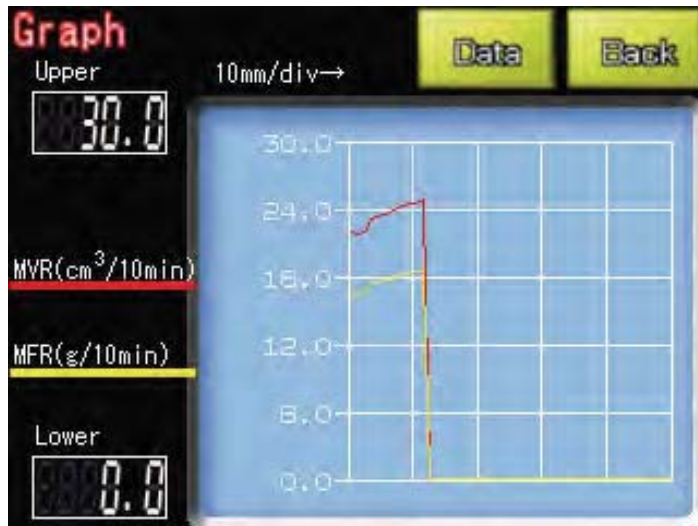 Graph
Data
Back
Upper
10mm/div→
30.0
30.0
24.0
MVR(cm³/10min)
18.0
12.0
MFR(g/10min)
6.0
Lower
0.0
0.0